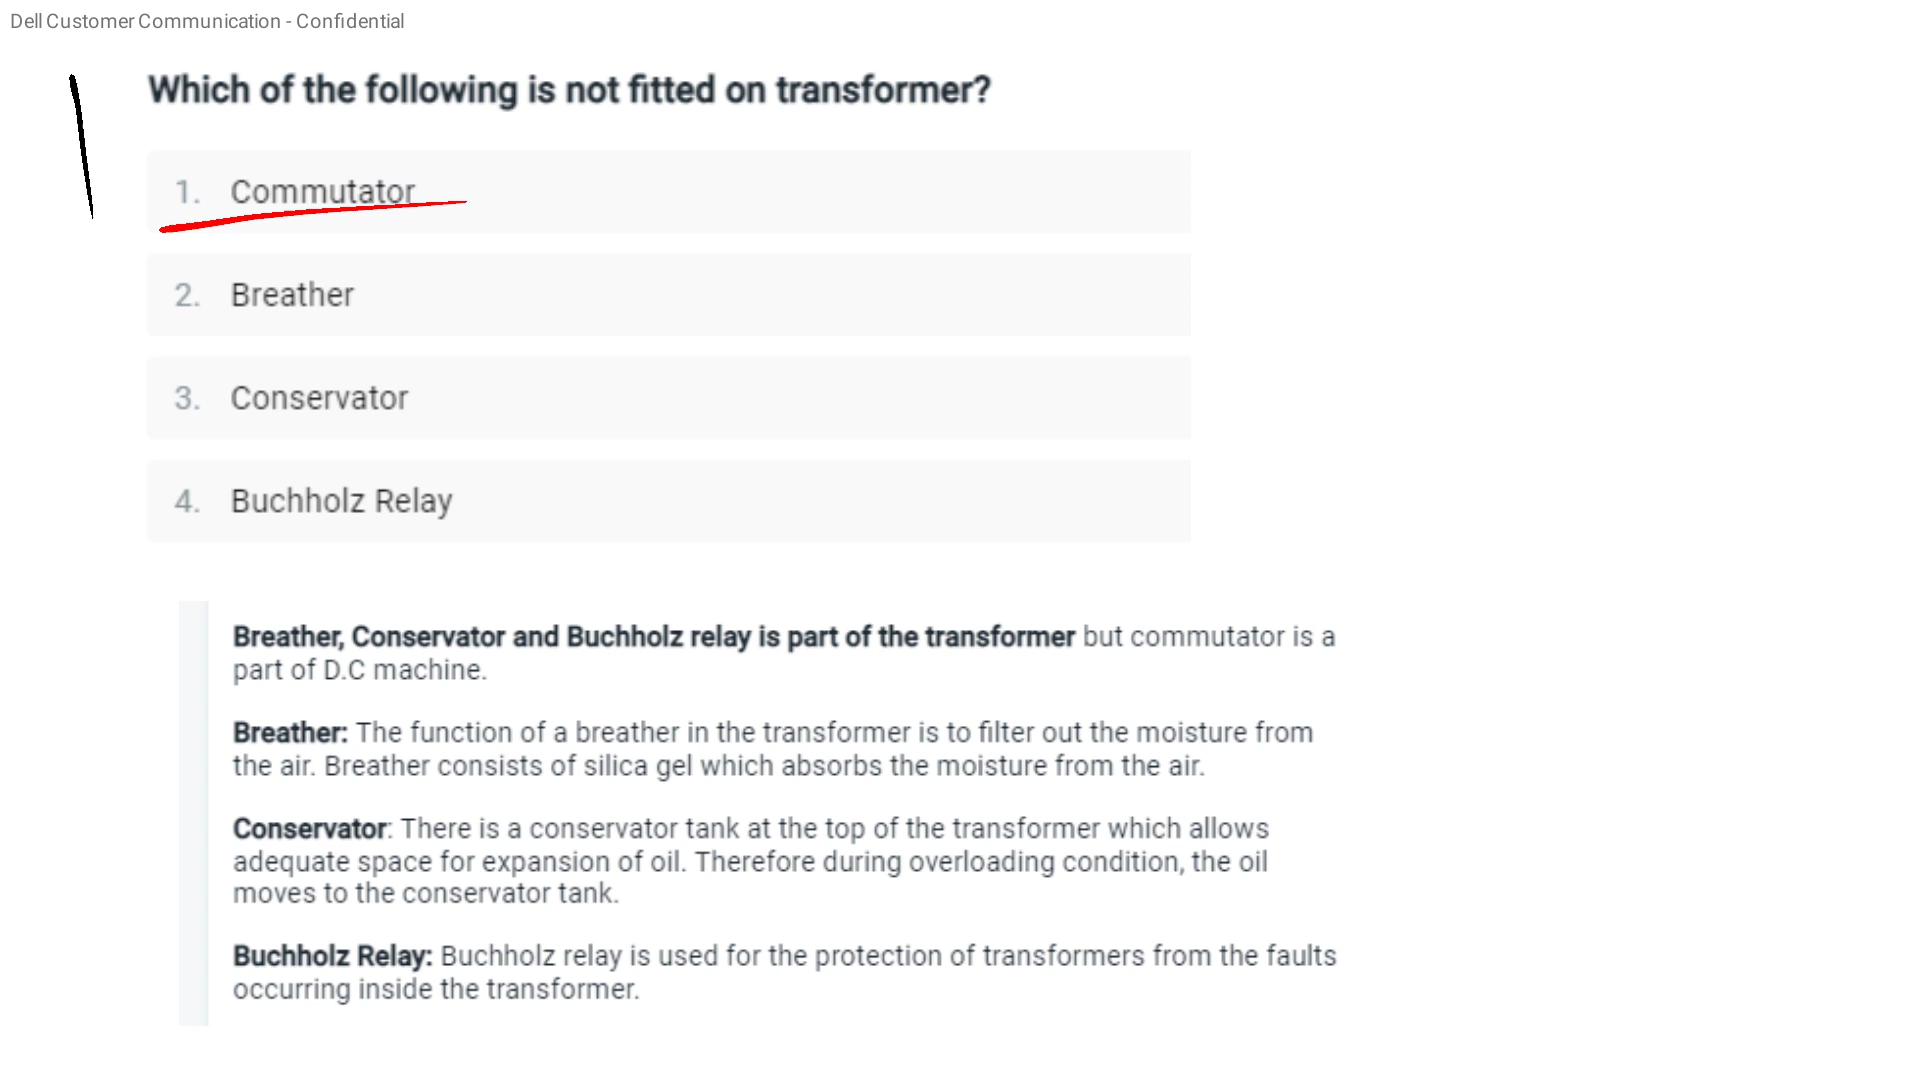 Dell Customer Communication - Confidential
Which of the following is not fitted on transformer?
1. Commutator
2. Breather
3. Conservator
4. Buchholz Relay
Breather, Conservator and Buchholz relay is part of the transformer but commutator is a
part of D.C machine.
Breather: The function of a breather in the transformer is to filter out the moisture from
the air. Breather consists of silica gel which absorbs the moisture from the air.
Conservator: There is a conservator tank at the top of the transformer which allows
adequate space for expansion of oil. Therefore during overloading condition, the oil
moves to the conservator tank.
Buchholz Relay: Buchholz relay is used for the protection of transformers from the faults
occurring inside the transformer.